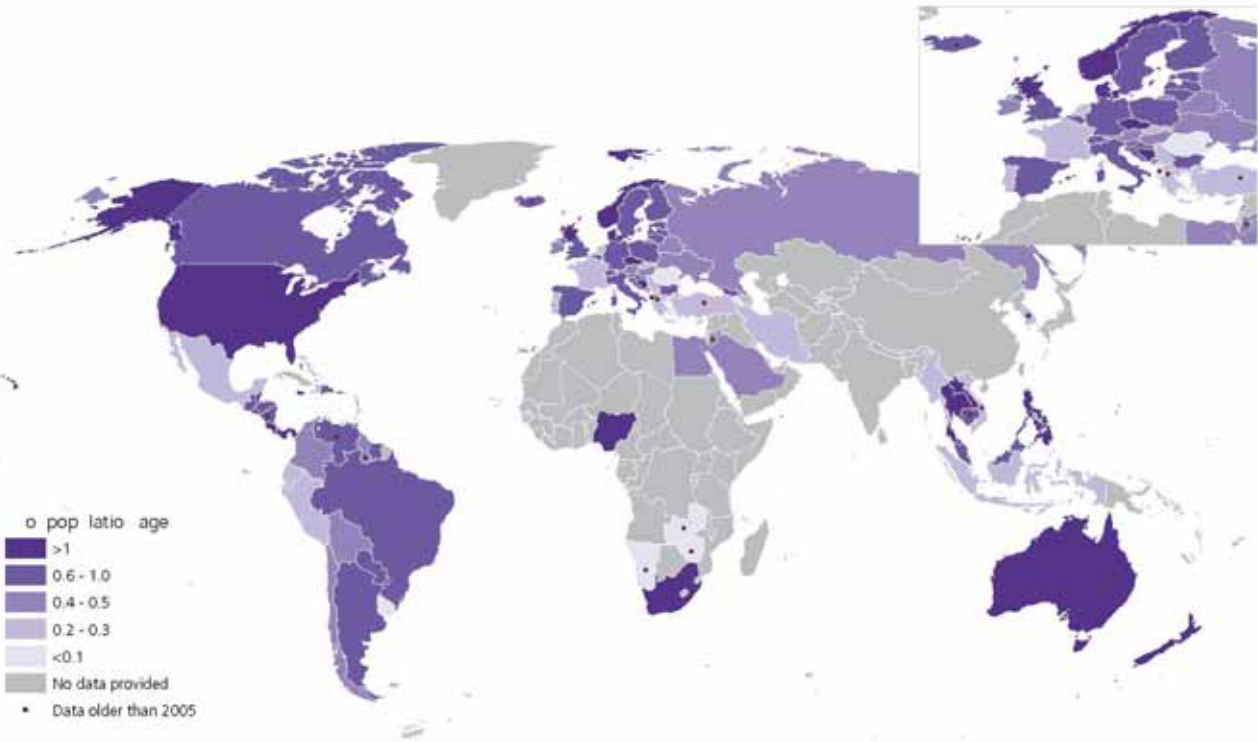 o pop latio age
>1
0.6 - 1.0
0.4 - 0.5
0.2 - 0.3
<0.1
No data provided
Data older than 2005